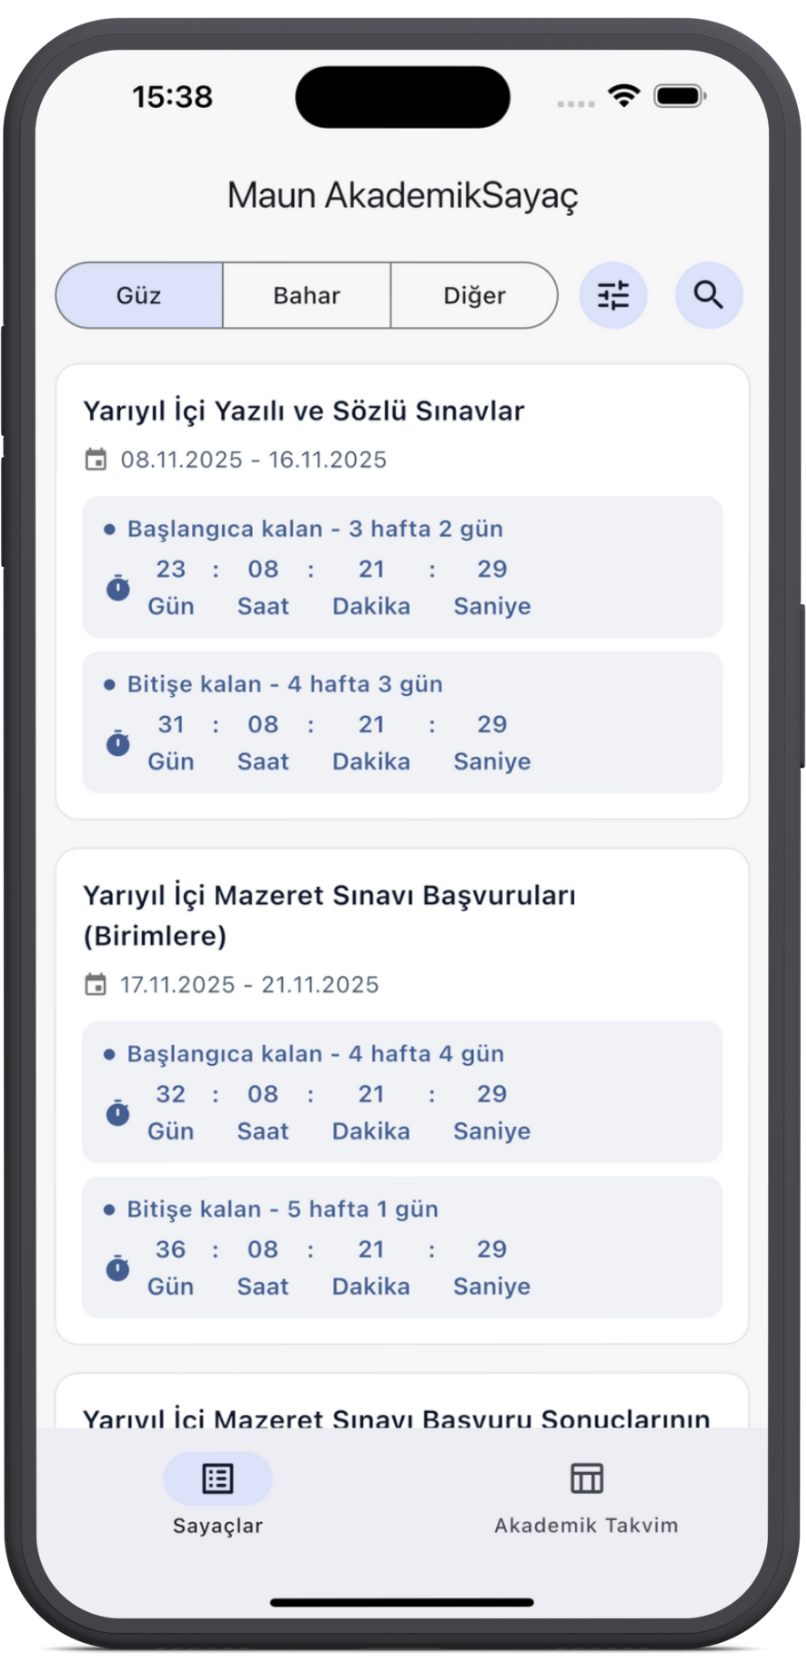 15:38
Maun AkademikSayaç
Güz
Bahar
Diğer
Yarıyıl İçi Yazılı ve Sözlü Sınavlar
08.11.2025 - 16.11.2025
• Başlangıca kalan - 3 hafta 2 gün
23 : 08 : 21 : 29
Gün Saat Dakika Saniye
• Bitişe kalan - 4 hafta 3 gün
31 : 08 : 21 : 29
Gün Saat Dakika Saniye
Yarıyıl İçi Mazeret Sınavı Başvuruları
(Birimlere)
17.11.2025 - 21.11.2025
• Başlangıca kalan - 4 hafta 4 gün
32 : 08 : 21 : 29
Gün Saat Dakika Saniye
• Bitişe kalan - 5 hafta 1 gün
36 : 08 : 21 : 29
Gün Saat Dakika Saniye
Yarıyıl İçi Mazeret Sınavı Başvuru Sonuçlarının
Sayaçlar
Akademik Takvim